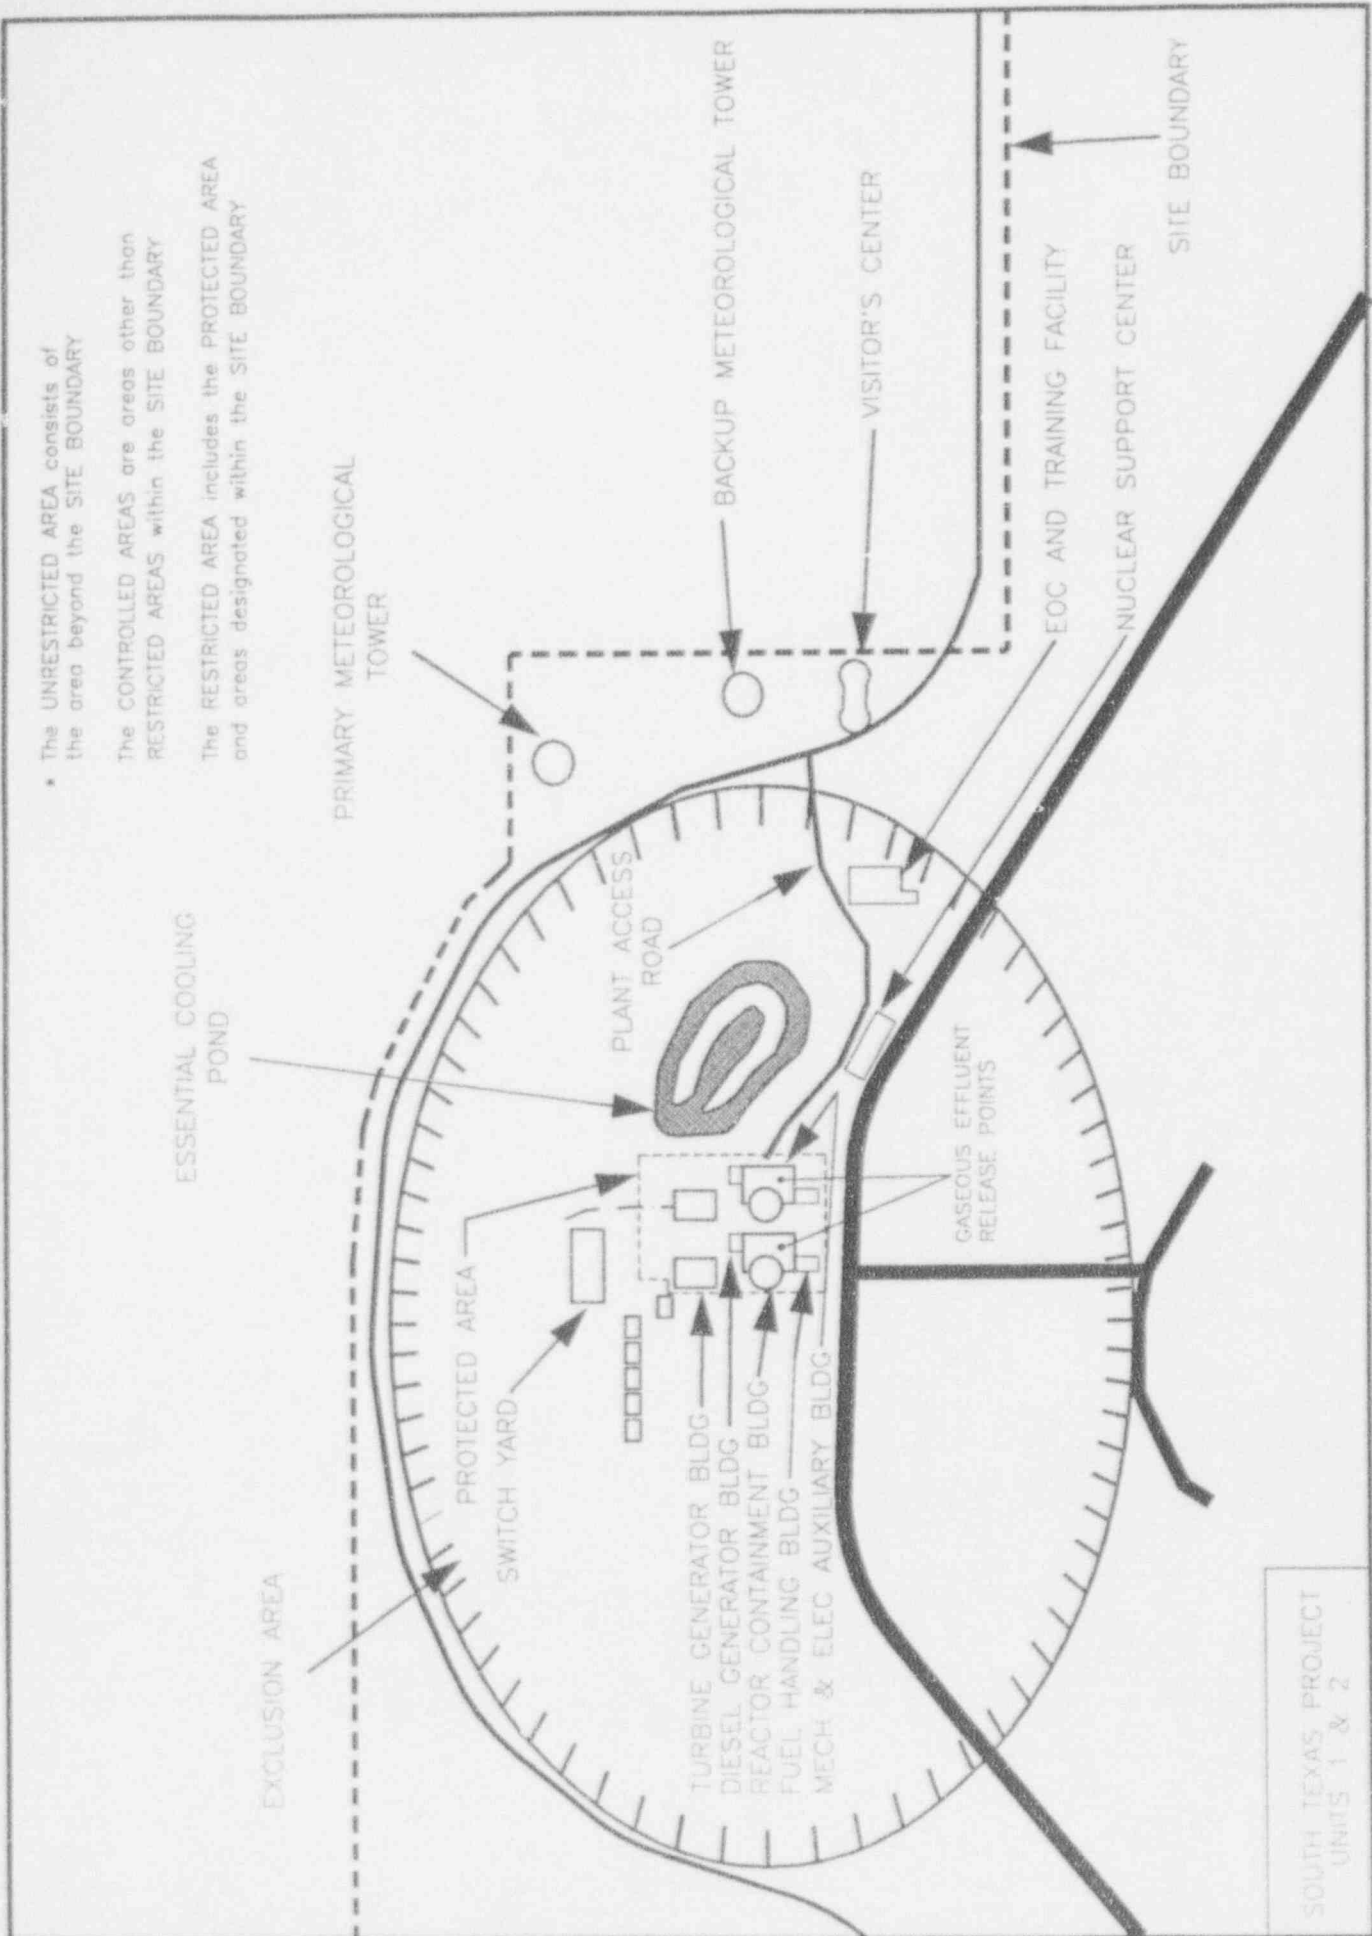 • The UNRESTRICTED AREA consists of
the area beyond the SITE BOUNDARY
The CONTROLLED AREAS are areas other than
RESTRICTED AREAS within the SITE BOUNDARY
The RESTRICTED AREA includes the PROTECTED AREA
and areas designated within the SITE BOUNDARY
ESSENTIAL COOLING
POND
EXCLUSION AREA
PRIMARY METEOROLOGICAL
TOWER
PROTECTED AREA
SWITCH YARD
PLANT ACCESS
ROAD
BACKUP METEOROLOGICAL TOWER
VISITOR'S CENTER
TURBINE GENERATOR BLDG
DIESEL GENERATOR BLDG
REACTOR CONTAINMENT BLDG
FUEL HANDLING BLDG
MECH & ELEC AUXILIARY BLDG
GASEOUS EFFLUENT
RELEASE POINTS
EOC AND TRAINING FACILITY
NUCLEAR SUPPORT CENTER
SITE BOUNDARY
SOUTH TEXAS PROJECT
UNITS 1 & 2